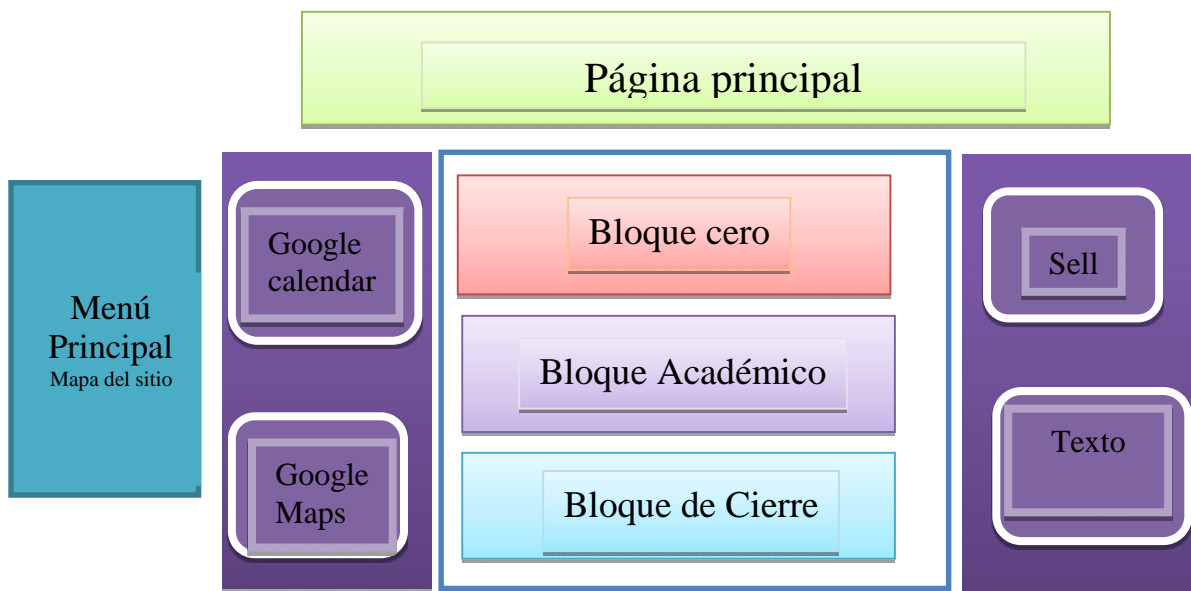 Página principal
Menú
Principal
Mapa del sitio
Google
calendar
Google
Maps
Bloque cero
Bloque Académico
Bloque de Cierre
Sell
Texto